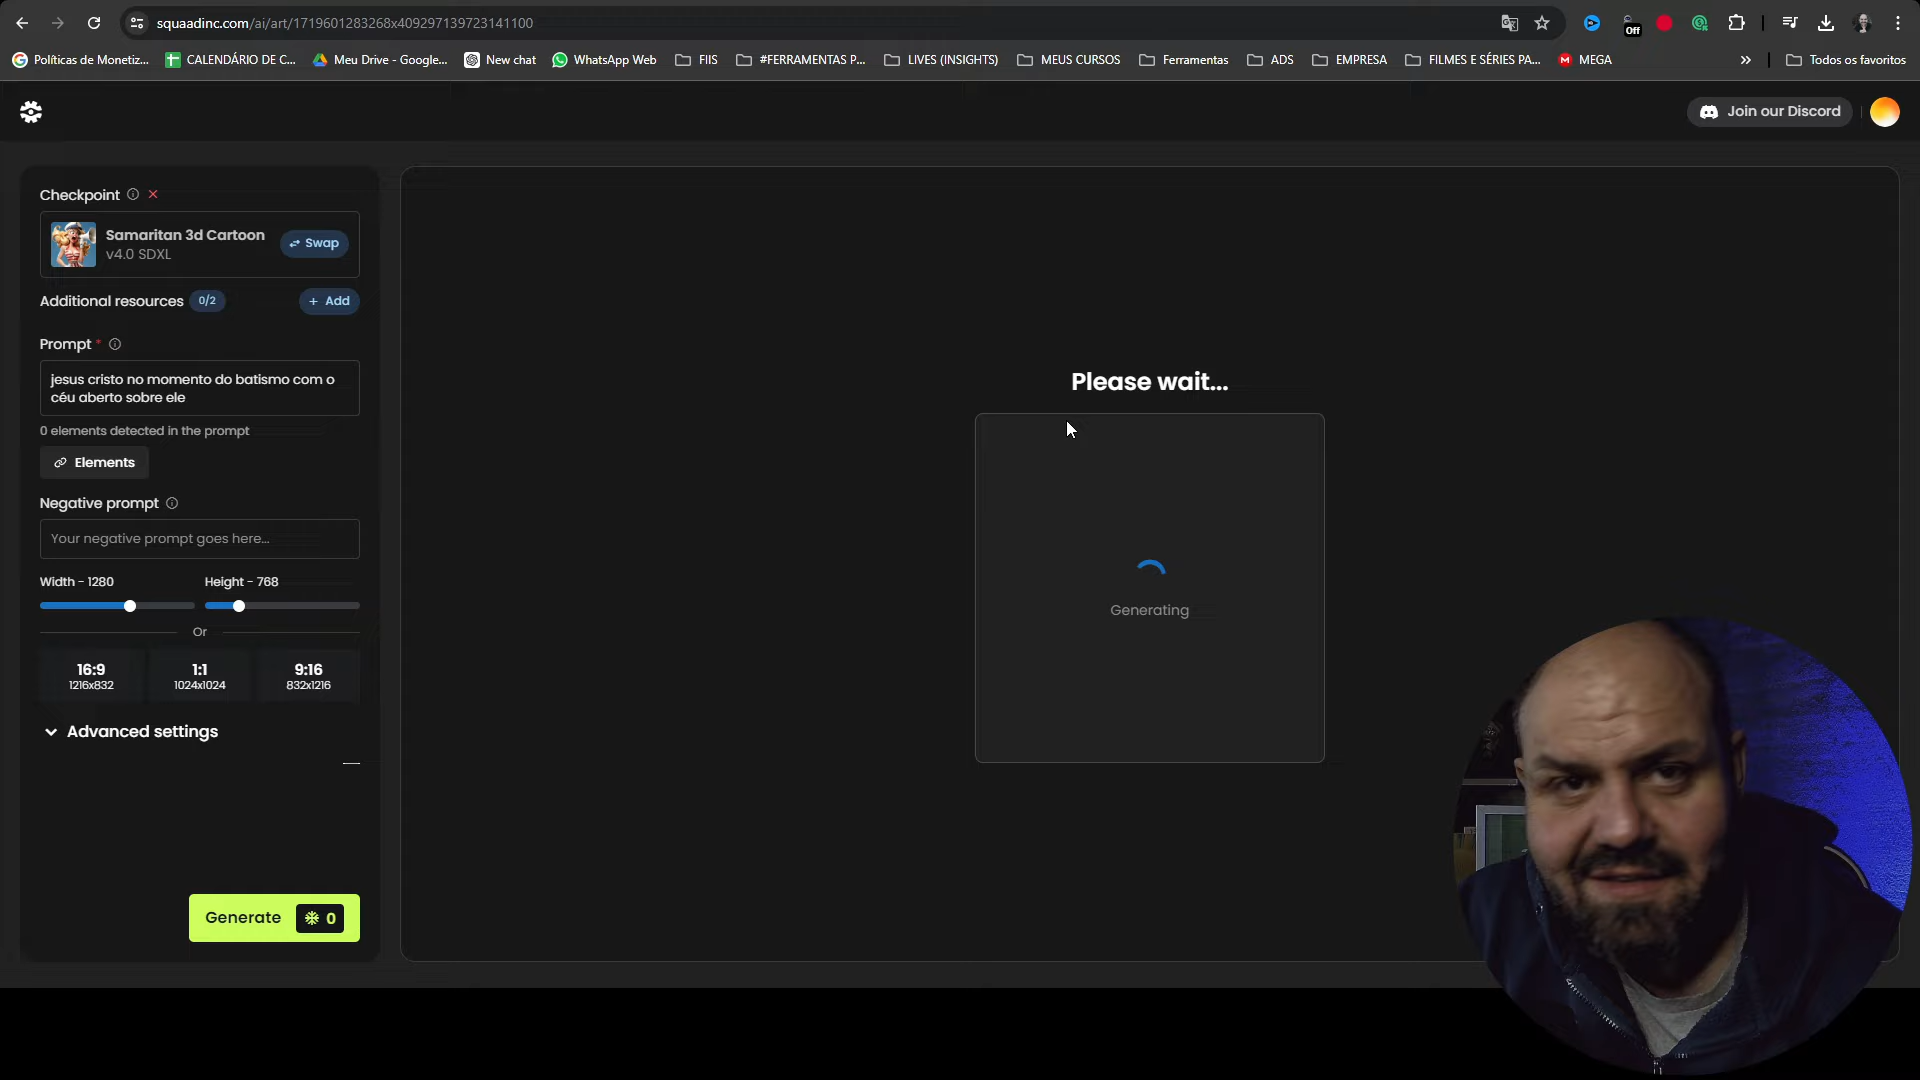 squaadinc.com/ai/art/1719601283268x409297139723141100
Off
Políticas de Monetiz...
CALENDÁRIO DE C...
Meu Drive - Google...
New chat
WhatsApp Web
FIIS
#FERRAMENTAS P...
LIVES (INSIGHTS)
MEUS CURSOS
Ferramentas
ADS
EMPRESA
FILMES E SÉRIES PA...
MEGA
Todos os favoritos
Join our Discord
Checkpoint
Samaritan 3d Cartoon
v4.0 SDXL
Swap
Additional resources 0/2
+ Add
Prompt *
jesus cristo no momento do batismo com o
céu aberto sobre ele
0 elements detected in the prompt
Elements
Negative prompt
Your negative prompt goes here...
Width - 1280
Height - 768
Or
16:9
1216x832
1:1
1024x1024
9:16
832x1216
Advanced settings
Generate 0
Please wait...
Generating